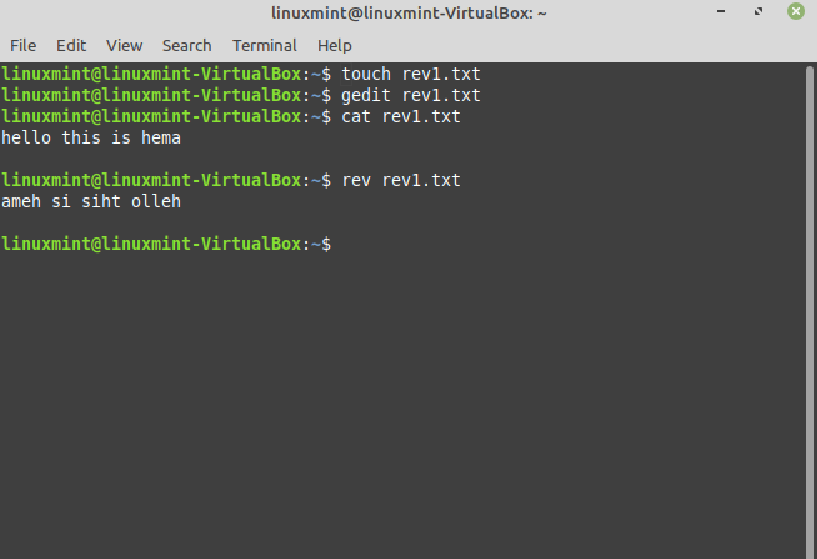 linuxmint@linuxmint-VirtualBox: ~
File Edit View Search Terminal Help
linuxmint@linuxmint-VirtualBox:~$ touch rev1.txt
linuxmint@linuxmint-VirtualBox:~$ gedit rev1.txt
linuxmint@linuxmint-VirtualBox:~$ cat rev1.txt
hello this is hema
linuxmint@linuxmint-VirtualBox:~$ rev rev1.txt
ameh si siht olleh
linuxmint@linuxmint-VirtualBox:~$